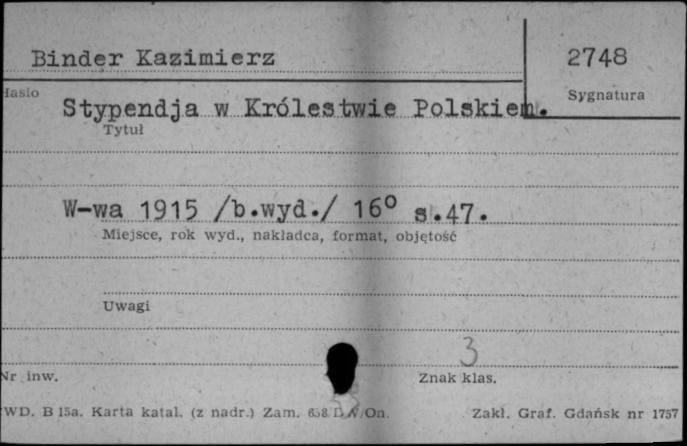 Binder Kazimierz
2748
Hasło
Sygnatura
Stypendja w Królestwie Polskiem.
Tytuł
W-wa 1915 /b.wyd./ 16° s.47.
Miejsce, rok wyd., nakładca, format, objętość
Uwagi
3
Nr inw.
Znak klas.
WD. B 15a. Karta katal. (z nadr.) Zam. Zakł. Graf. Gdańsk nr 1757